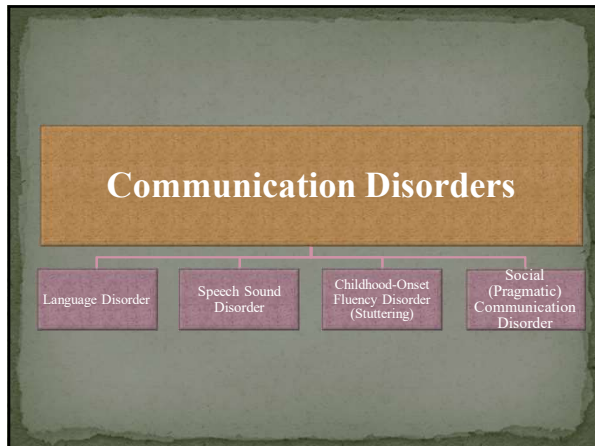 Communication Disorders
Language Disorder
Speech Sound
Disorder
Childhood-Onset
Fluency Disorder
(Stuttering)
Social
(Pragmatic)
Communication
Disorder